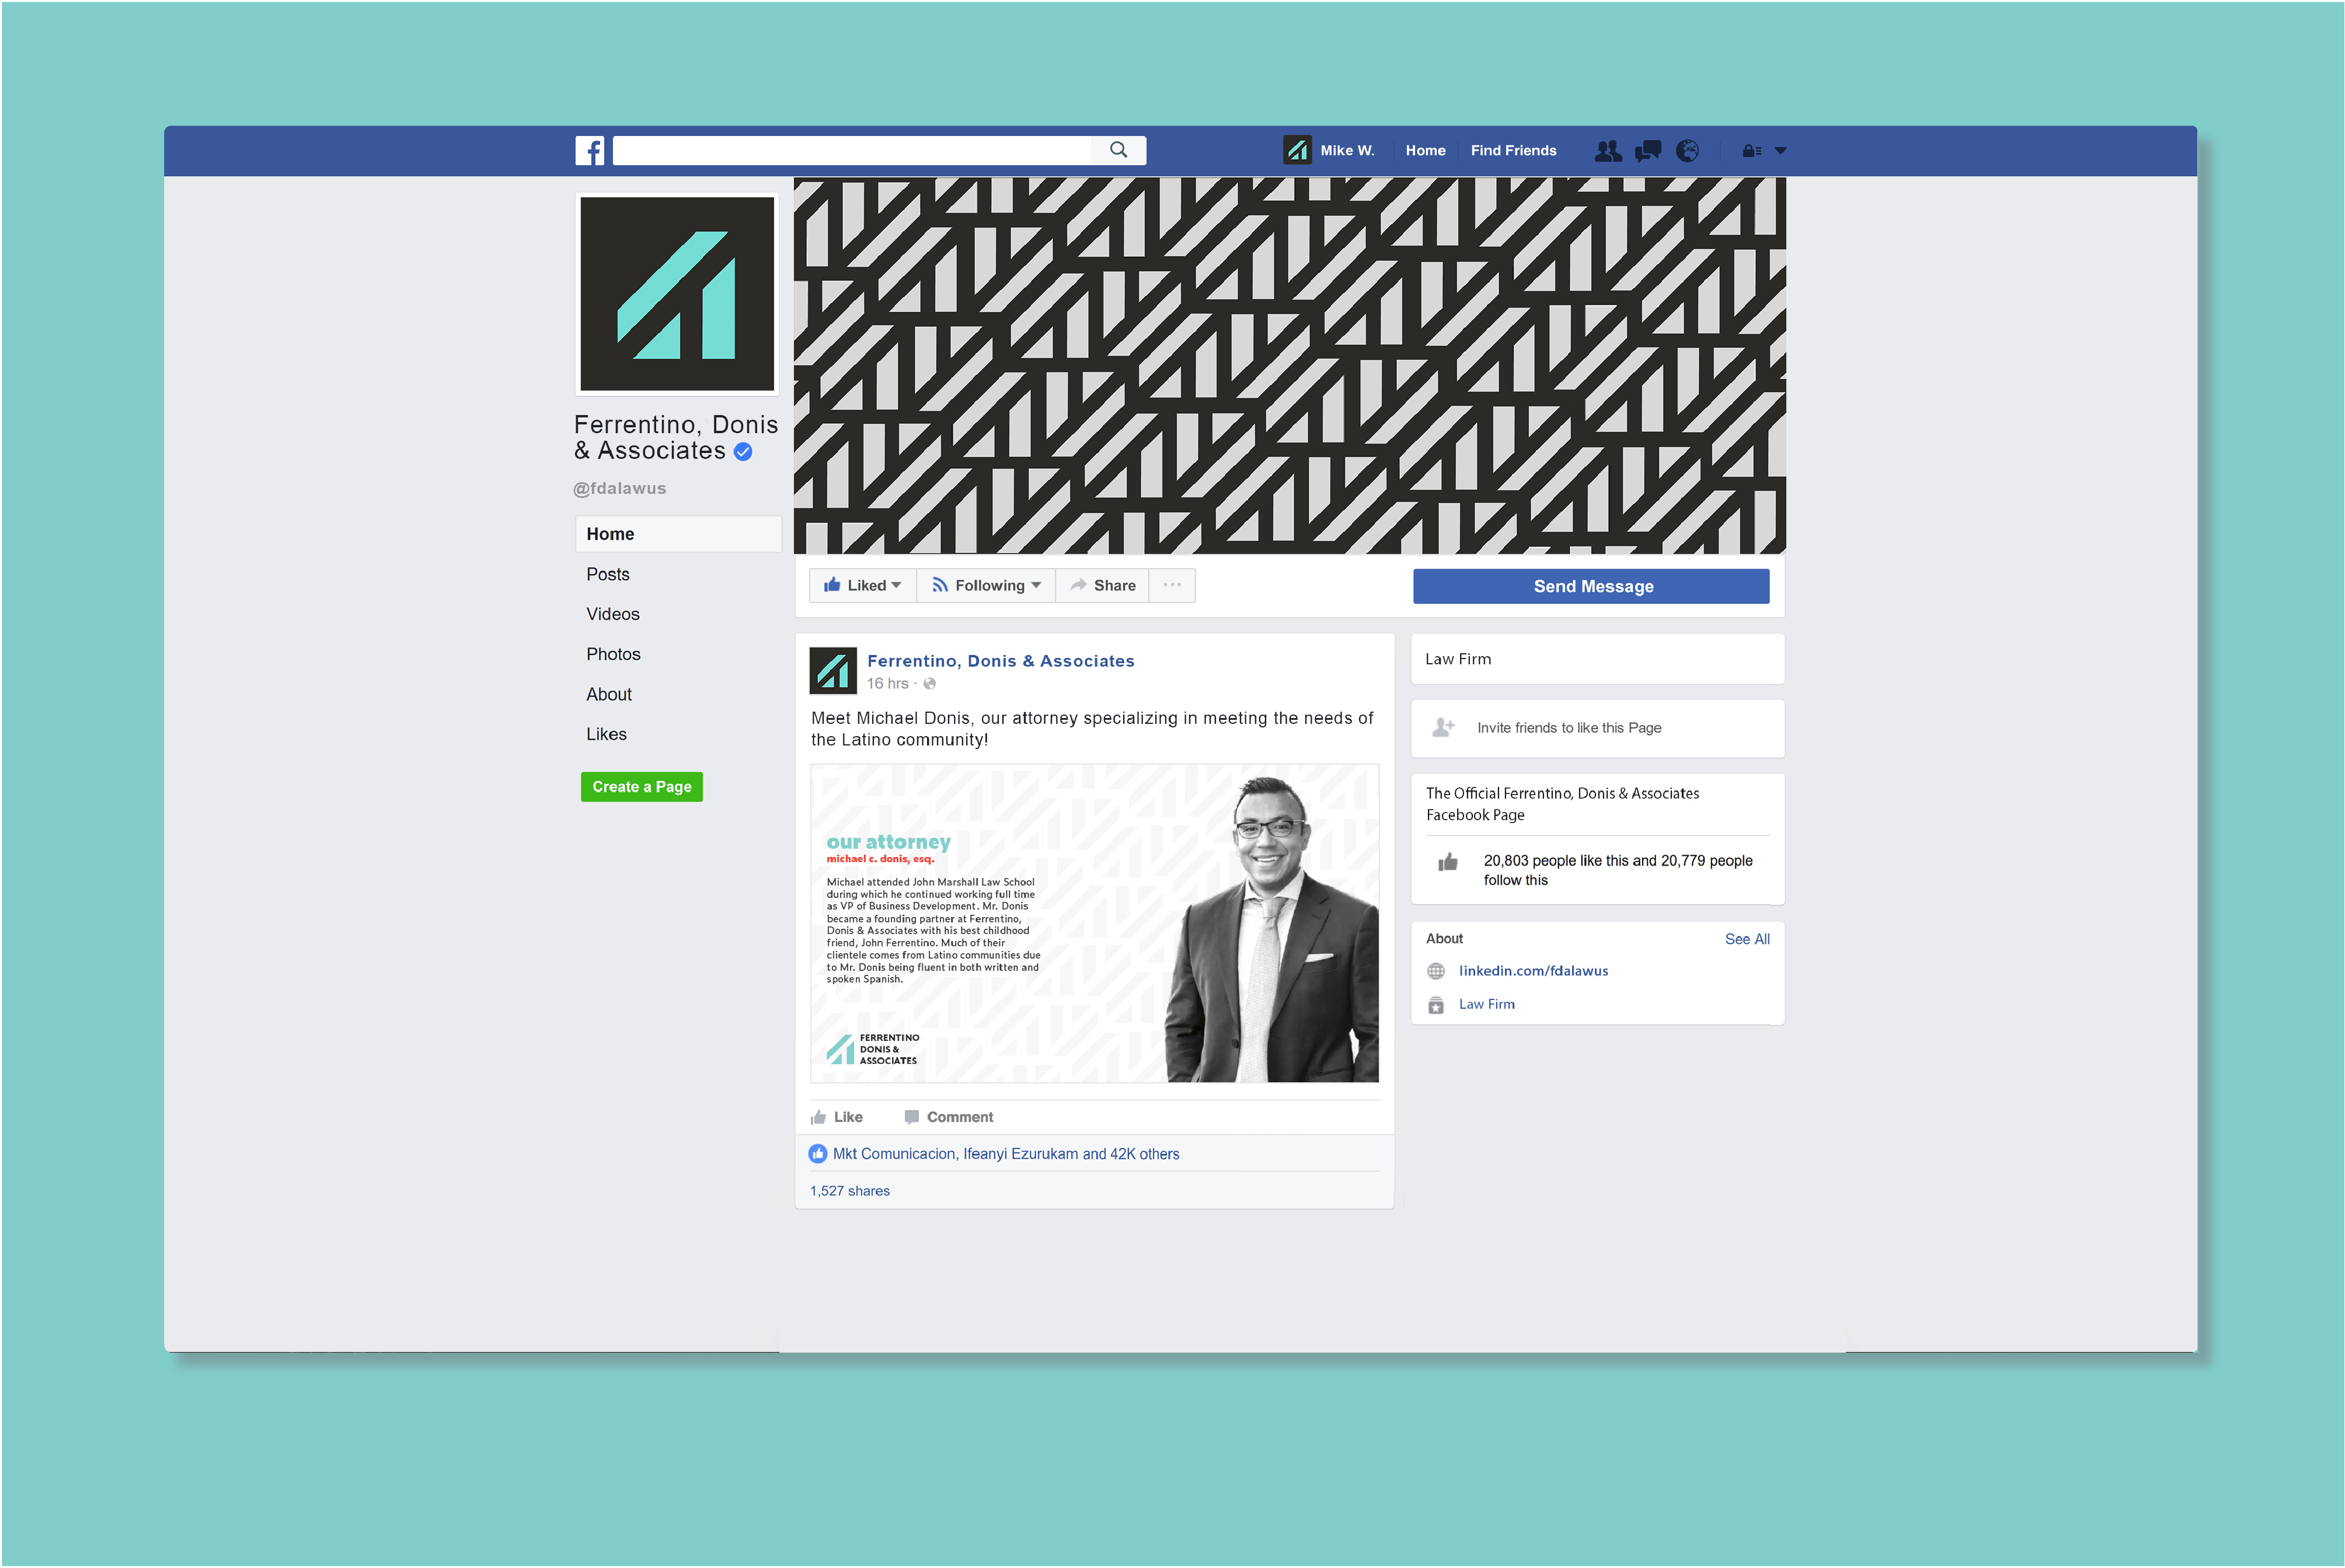 Mike W.
Home
Find Friends
Ferrentino, Donis
& Associates
@fdalawus
Home
Posts
Videos
Photos
About
Likes
Create a Page
Liked
Following
Share
Send Message
Ferrentino, Donis & Associates
16 hrs ·
Meet Michael Donis, our attorney specializing in meeting the needs of
the Latino community!
our attorney
michael c. donis, esq.
Michael attended John Marshall Law School
during which he continued working full time
as VP of Business Development. Mr. Donis
became a founding partner at Ferrentino,
Donis & Associates with his best childhood
friend, John Ferrentino. Much of their
clientele comes from Latino communities due
to Mr. Donis being fluent in both written and
spoken Spanish.
FERRENTINO
DONIS &
ASSOCIATES
Like
Comment
Mkt Comunicacion, Ifeanyi Ezurukam and 42K others
1,527 shares
Law Firm
Invite friends to like this Page
The Official Ferrentino, Donis & Associates
Facebook Page
20,803 people like this and 20,779 people
follow this
About
See All
linkedin.com/fdalawus
Law Firm